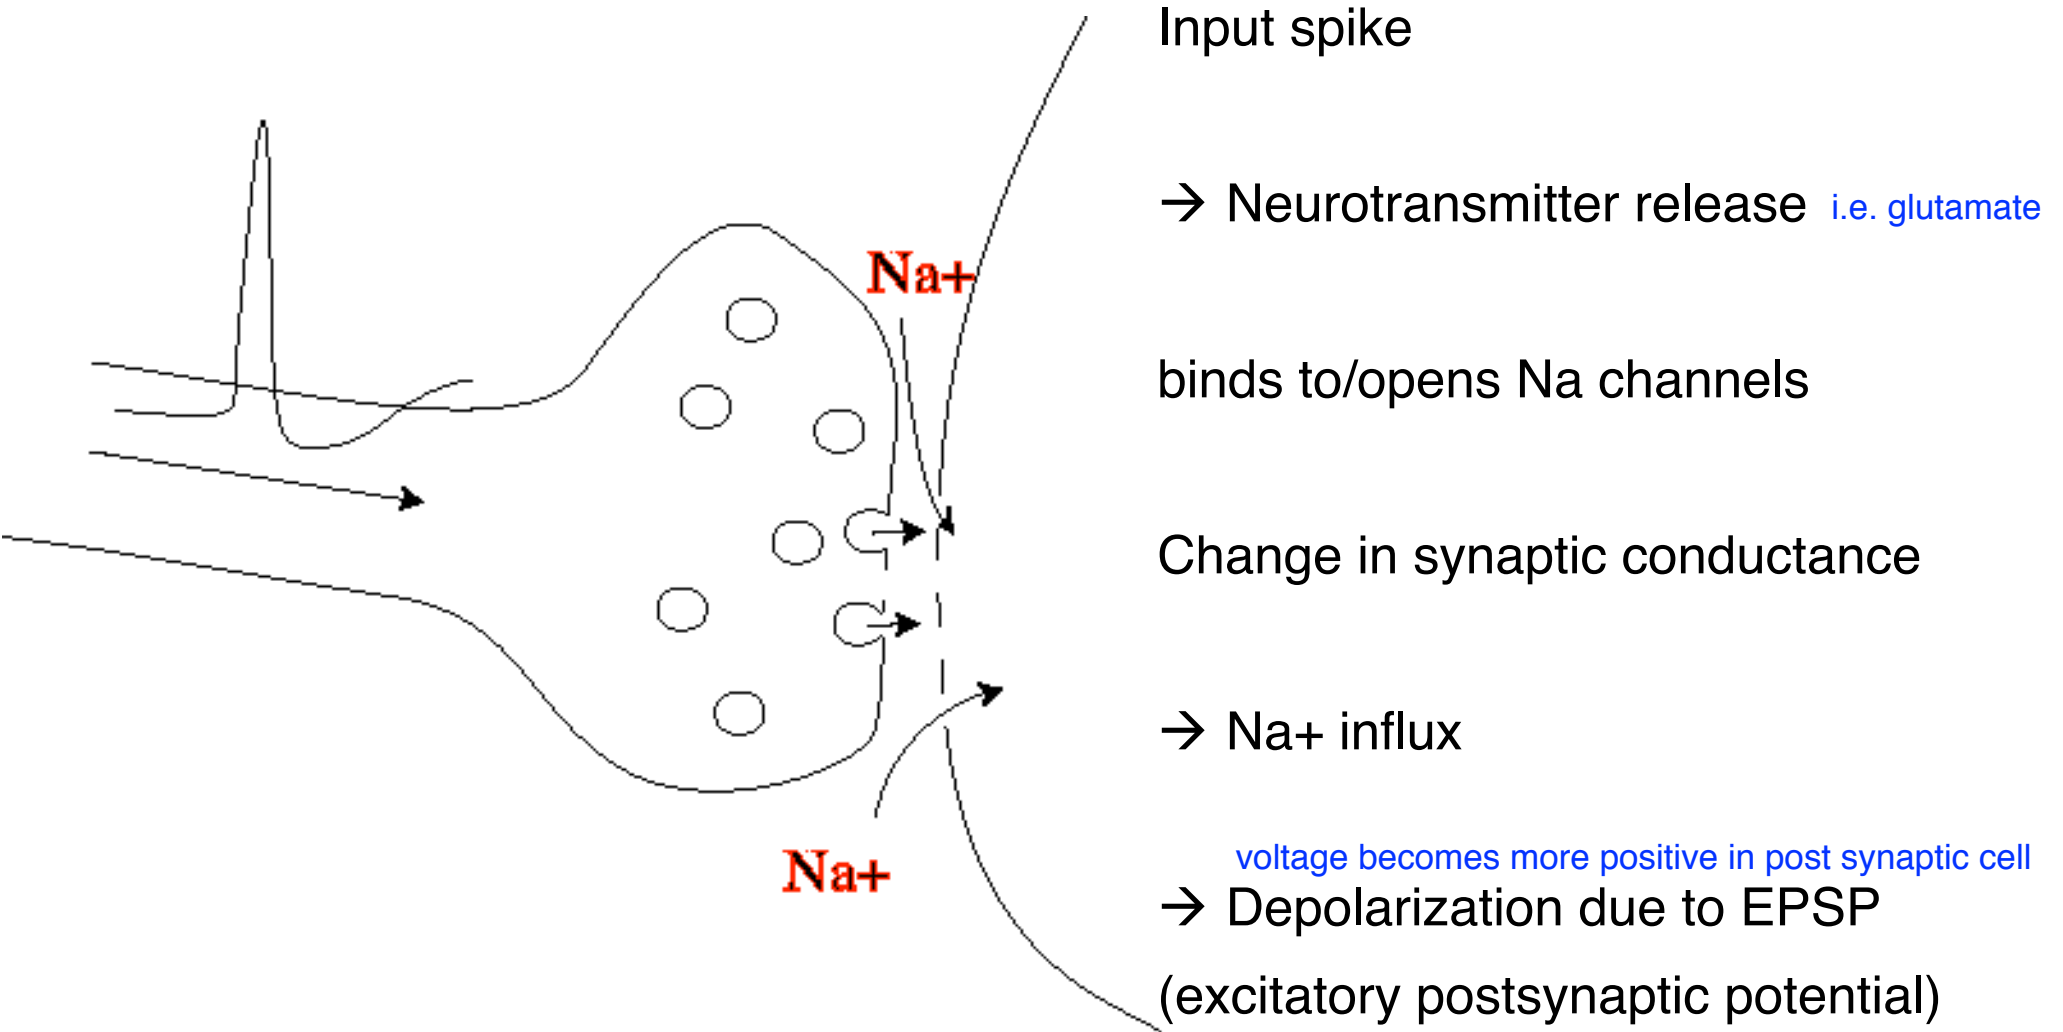 Input spike
→ Neurotransmitter release i.e. glutamate
Na+
binds to/opens Na channels
Change in synaptic conductance
→ Na+ influx
voltage becomes more positive in post synaptic cell
Na+
→ Depolarization due to EPSP
(excitatory postsynaptic potential)